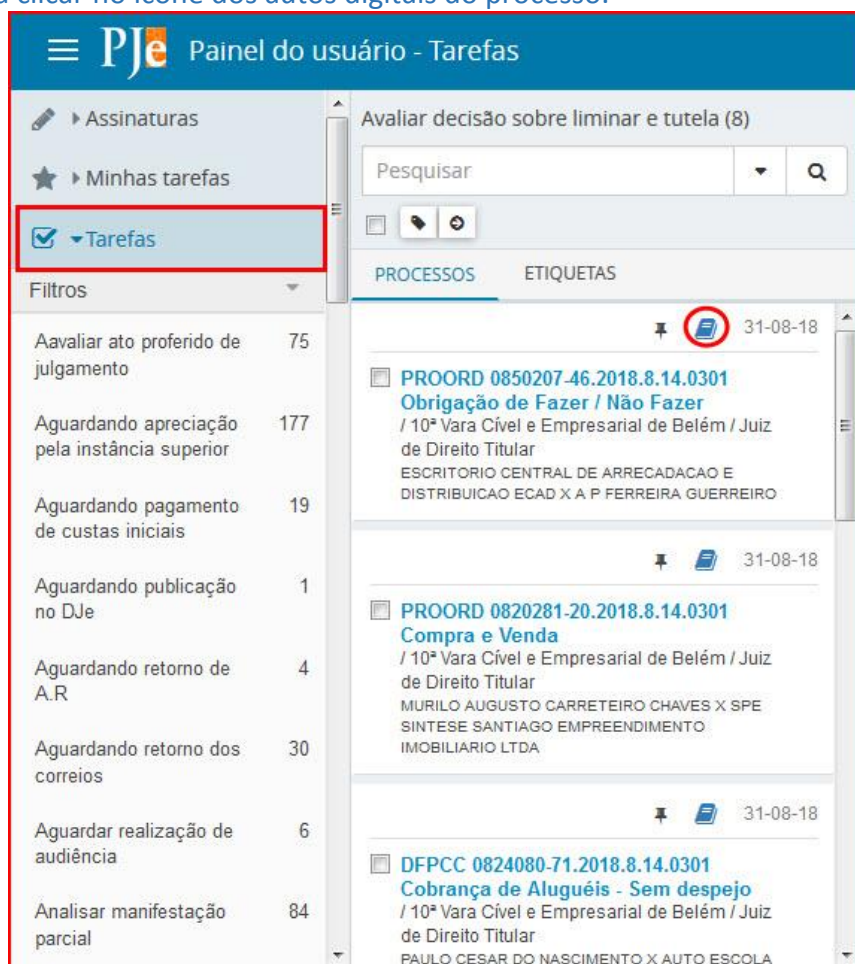 clicar no ícone dos autos digitais do processo.
PJe Painel do usuário - Tarefas
Assinaturas
Minhas tarefas
Tarefas
Filtros
Aavaliar ato proferido de 75
julgamento
Aguardando apreciação 177
pela instância superior
Aguardando pagamento 19
de custas iniciais
Aguardando publicação 1
no DJe
Aguardando retorno de 4
A.R
Aguardando retorno dos 30
correios
Aguardar realização de 6
audiência
Analisar manifestação 84
parcial
Avaliar decisão sobre liminar e tutela (8)
Pesquisar
PROCESSOS ETIQUETAS
31-08-18
PROORD 0850207-46.2018.8.14.0301
Obrigação de Fazer / Não Fazer
/ 10ª Vara Cível e Empresarial de Belém / Juiz
de Direito Titular
ESCRITORIO CENTRAL DE ARRECADACAO E
DISTRIBUICAO ECAD X A P FERREIRA GUERREIRO
31-08-18
PROORD 0820281-20.2018.8.14.0301
Compra e Venda
/ 10ª Vara Cível e Empresarial de Belém / Juiz
de Direito Titular
MURILO AUGUSTO CARRETEIRO CHAVES X SPE
SINTESE SANTIAGO EMPREENDIMENTO
IMOBILIARIO LTDA
31-08-18
DFPCC 0824080-71.2018.8.14.0301
Cobrança de Aluguéis - Sem despejo
/ 10ª Vara Cível e Empresarial de Belém / Juiz
de Direito Titular
PAULO CESAR DO NASCIMENTO X AUTO ESCOLA